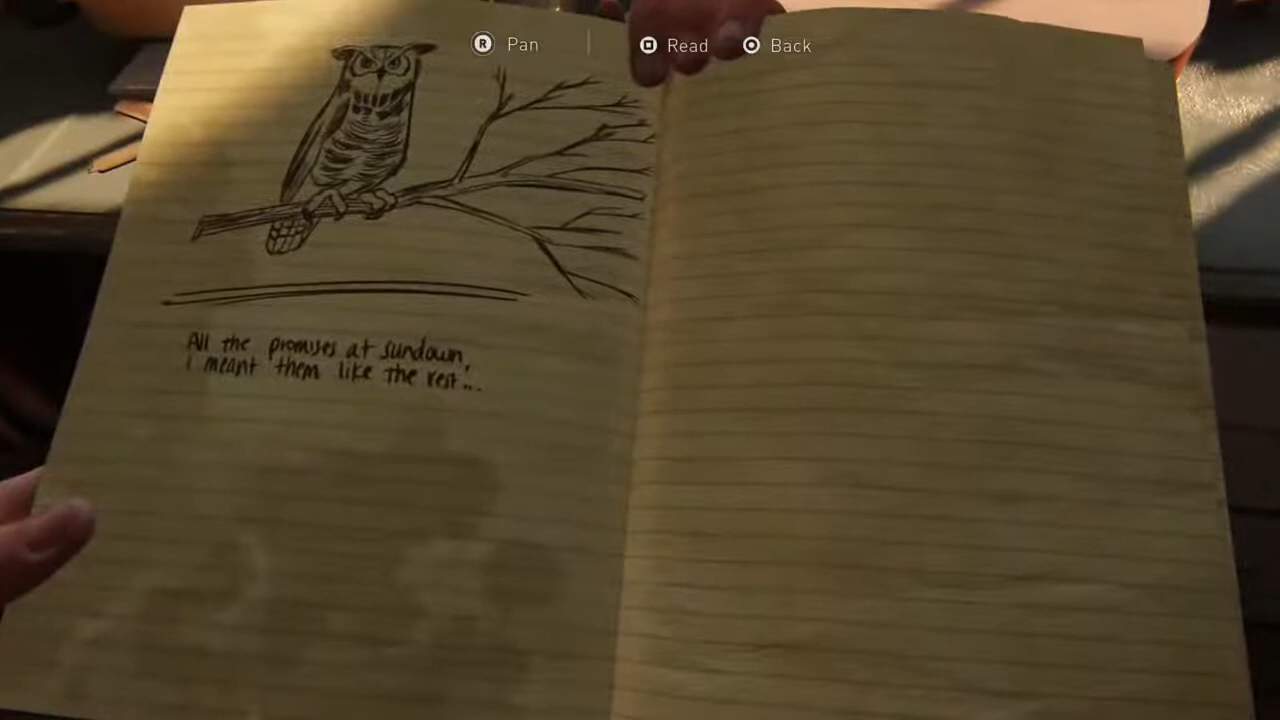 R Pan Read Back
All the promises at sundown,
i meant them like the rest...